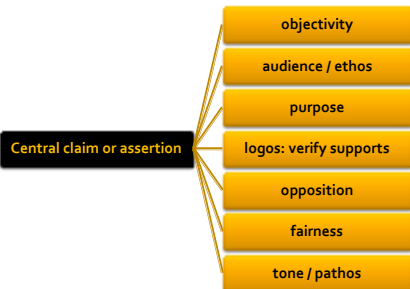 objectivity
audience / ethos
purpose
Central claim or assertion
logos: verify supports
opposition
fairness
tone / pathos